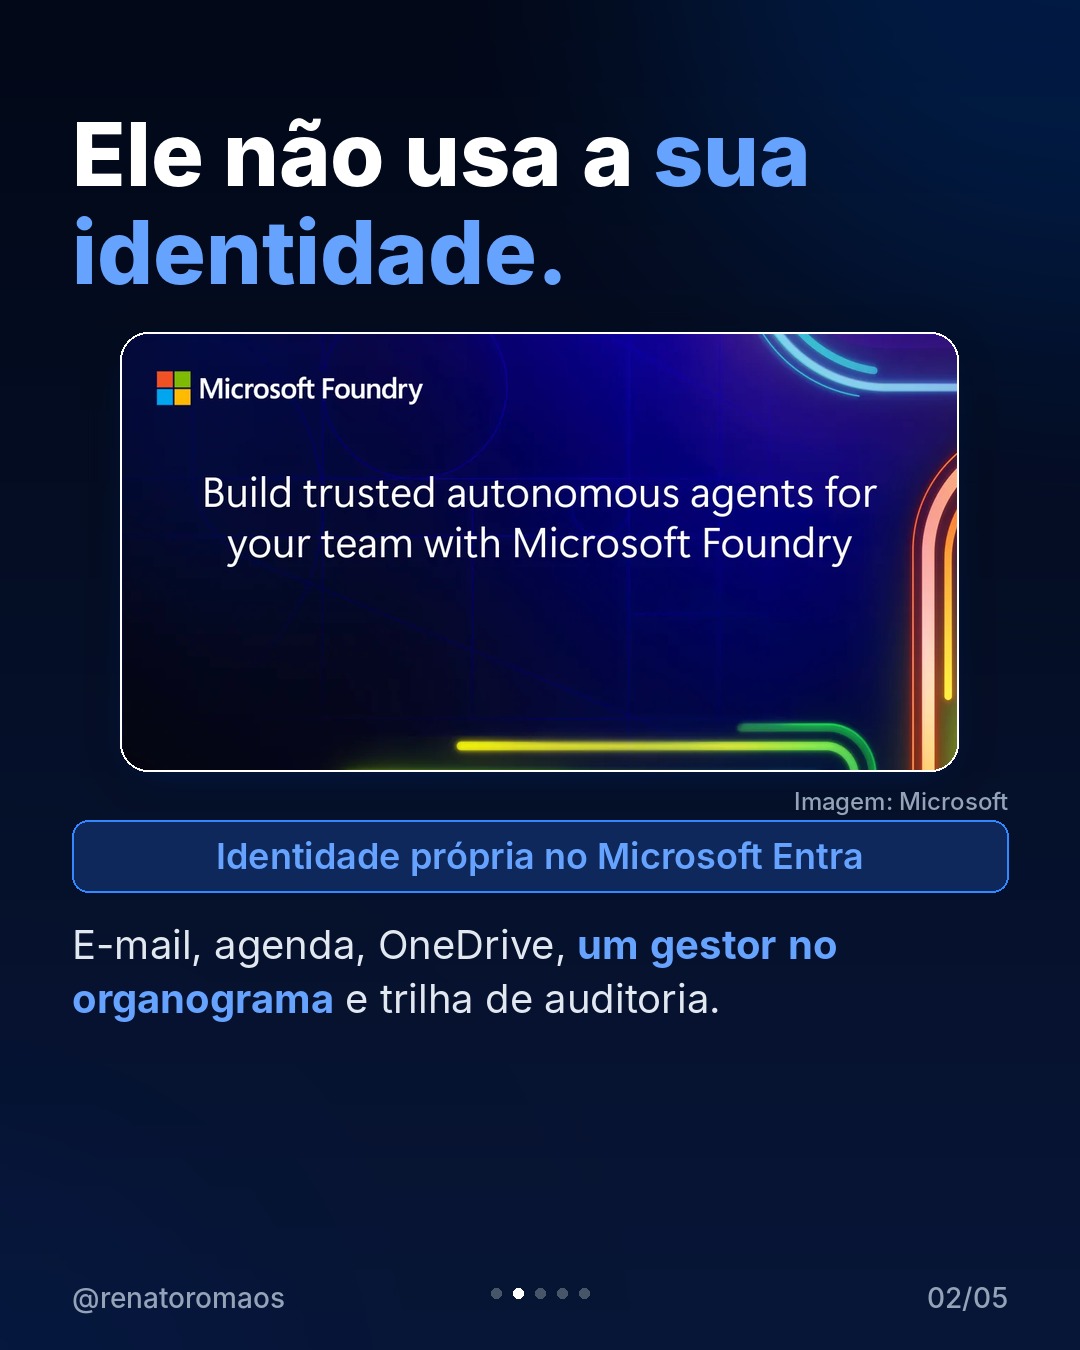 Ele não usa a sua
identidade.
Microsoft Foundry
Build trusted autonomous agents for
your team with Microsoft Foundry
Imagem: Microsoft
Identidade própria no Microsoft Entra
E-mail, agenda, OneDrive, um gestor no
organograma e trilha de auditoria.
@renatoromaos
02/05